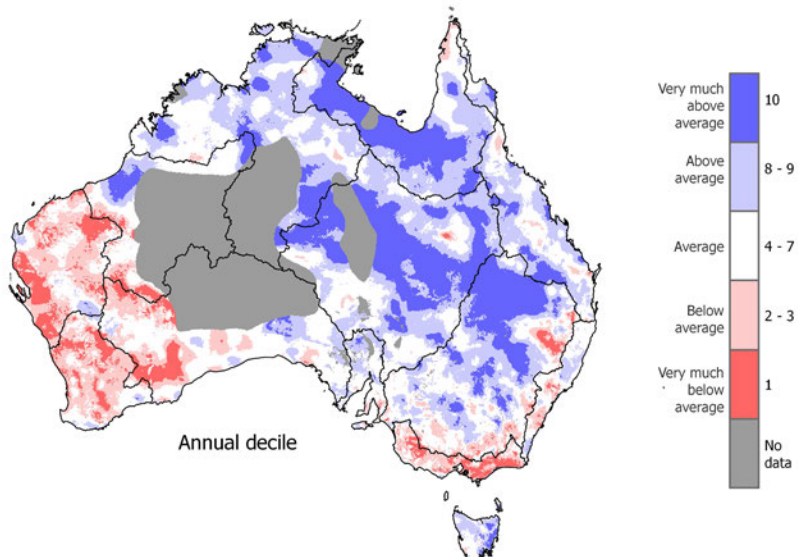 Very much
above
average
10
Above
average
8 - 9
Average
4 - 7
Below
average
2 - 3
Very much
below
average
1
No
data
Annual decile